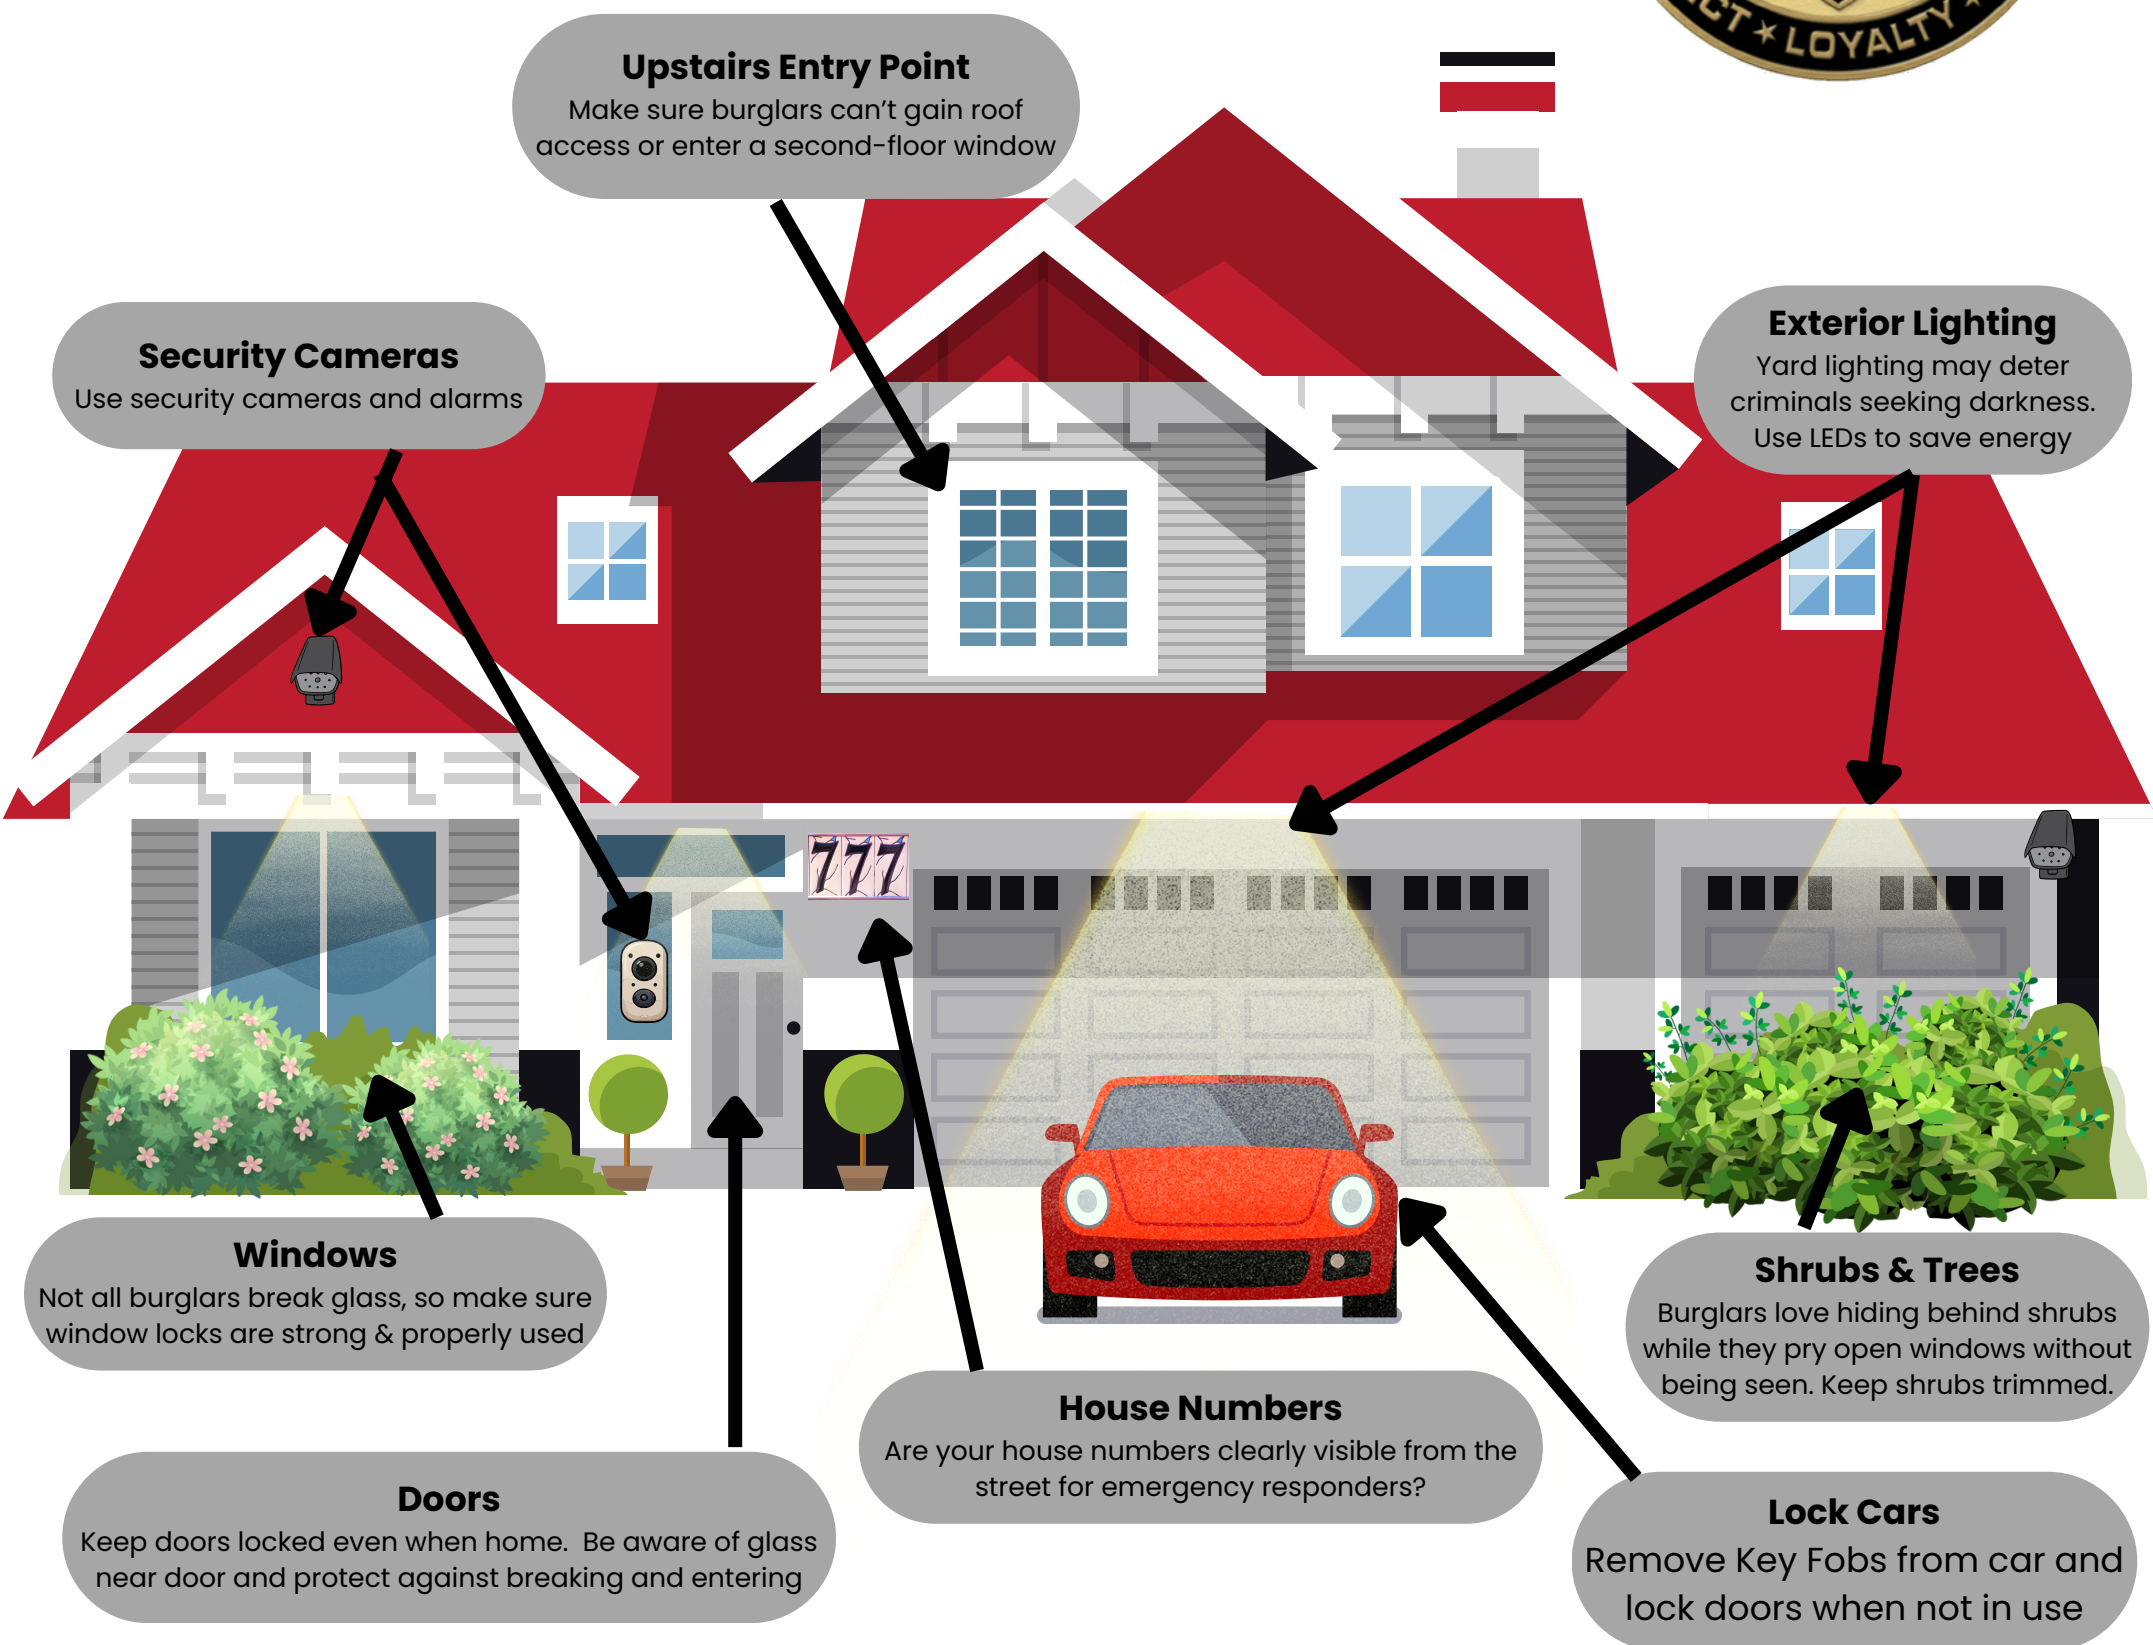 LOYALTY
Upstairs Entry Point
Make sure burglars can't gain roof
access or enter a second-floor window
Security Cameras
Use security cameras and alarms
Exterior Lighting
Yard lighting may deter
criminals seeking darkness.
Use LEDs to save energy
777
Windows
Not all burglars break glass, so make sure
window locks are strong & properly used
Shrubs & Trees
Burglars love hiding behind shrubs
while they pry open windows without
being seen. Keep shrubs trimmed.
House Numbers
Are your house numbers clearly visible from the
street for emergency responders?
Doors
Keep doors locked even when home.  Be aware of glass
near door and protect against breaking and entering
Lock Cars
Remove Key Fobs from car and
lock doors when not in use